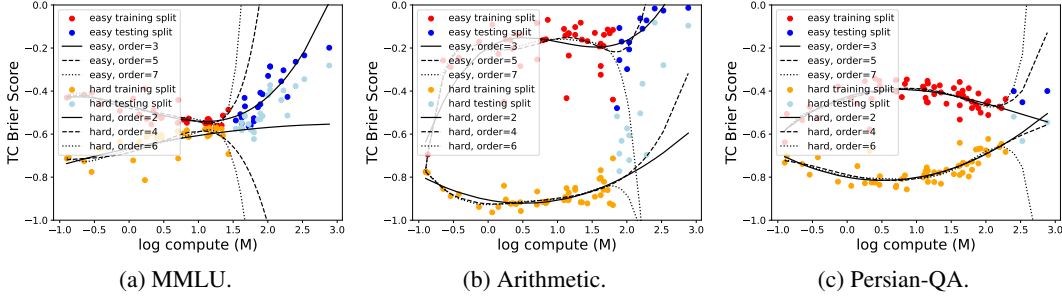 0.0
−0.2
−0.4
−0.6
−0.8
−1.0
TC Brier Score
easy training split
easy testing split
easy, order=3
easy, order=5
easy, order=7
hard training split
hard testing split
hard, order=2
hard, order=4
hard, order=6
−1.0 −0.5 0.0 0.5 1.0 1.5 2.0 2.5 3.0
log compute (M)
(a) MMLU.
0.0
−0.2
−0.4
−0.6
−0.8
−1.0
TC Brier Score
easy training split
easy testing split
easy, order=3
easy, order=5
easy, order=7
hard training split
hard testing split
hard, order=2
hard, order=4
hard, order=6
−1.0 −0.5 0.0 0.5 1.0 1.5 2.0 2.5 3.0
log compute (M)
(b) Arithmetic.
0.0
−0.2
−0.4
−0.6
−0.8
−1.0
TC Brier Score
easy training split
easy testing split
easy, order=3
easy, order=5
easy, order=7
hard training split
hard testing split
hard, order=2
hard, order=4
hard, order=6
−1.0 −0.5 0.0 0.5 1.0 1.5 2.0 2.5 3.0
log compute (M)
(c) Persian-QA.